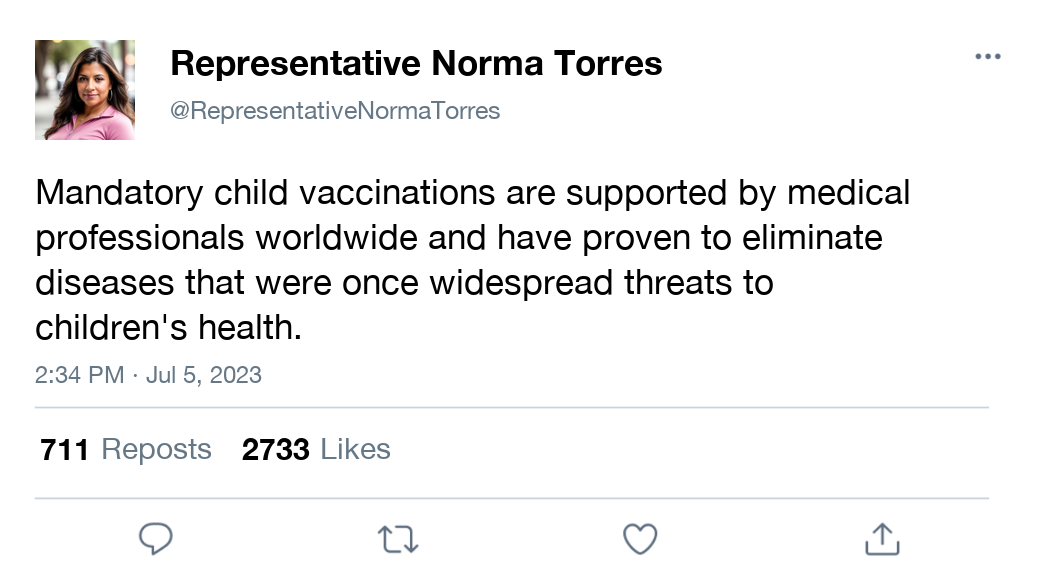 Representative Norma Torres
@RepresentativeNormaTorres
Mandatory child vaccinations are supported by medical
professionals worldwide and have proven to eliminate
diseases that were once widespread threats to
children's health.
2:34 PM · Jul 5, 2023
711 Reposts 2733 Likes